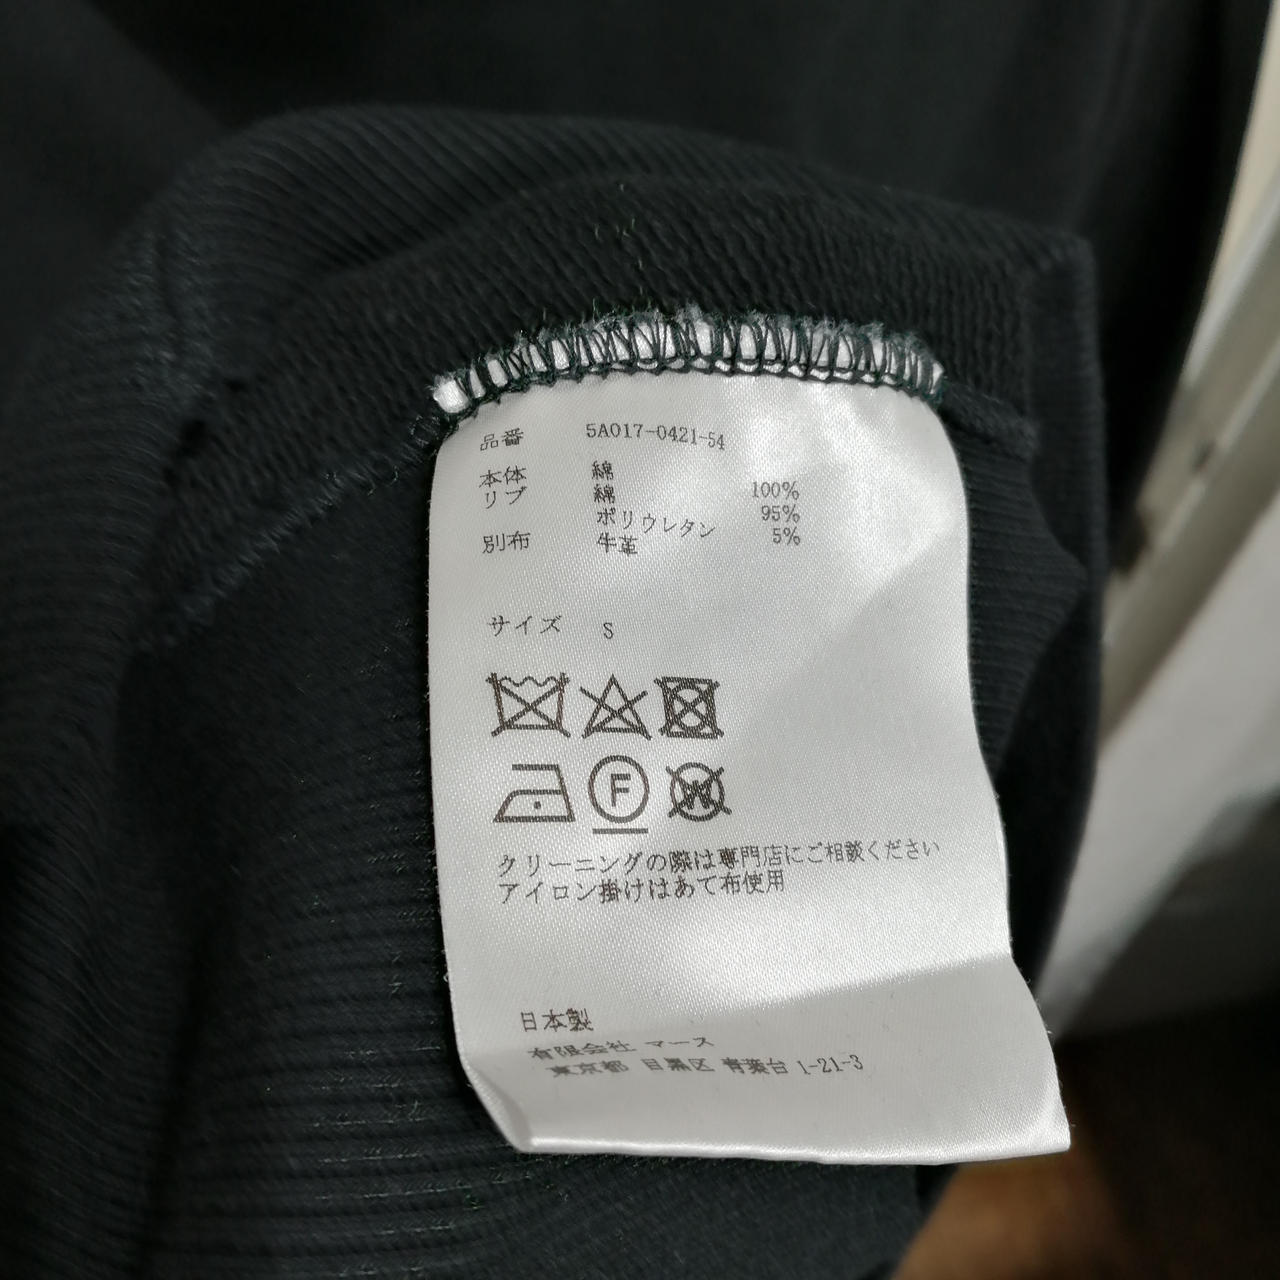 品番 5A017-0421-54
本体 綿 100%
リブ 綿 95%
ポリウレタン 5%
別布 牛革
サイズ S
F
W
クリーニングの際は専門店にご相談ください
アイロン掛けはあて布使用
日本製
有限会社 マース
東京都 目黒区 青葉台 1-21-3